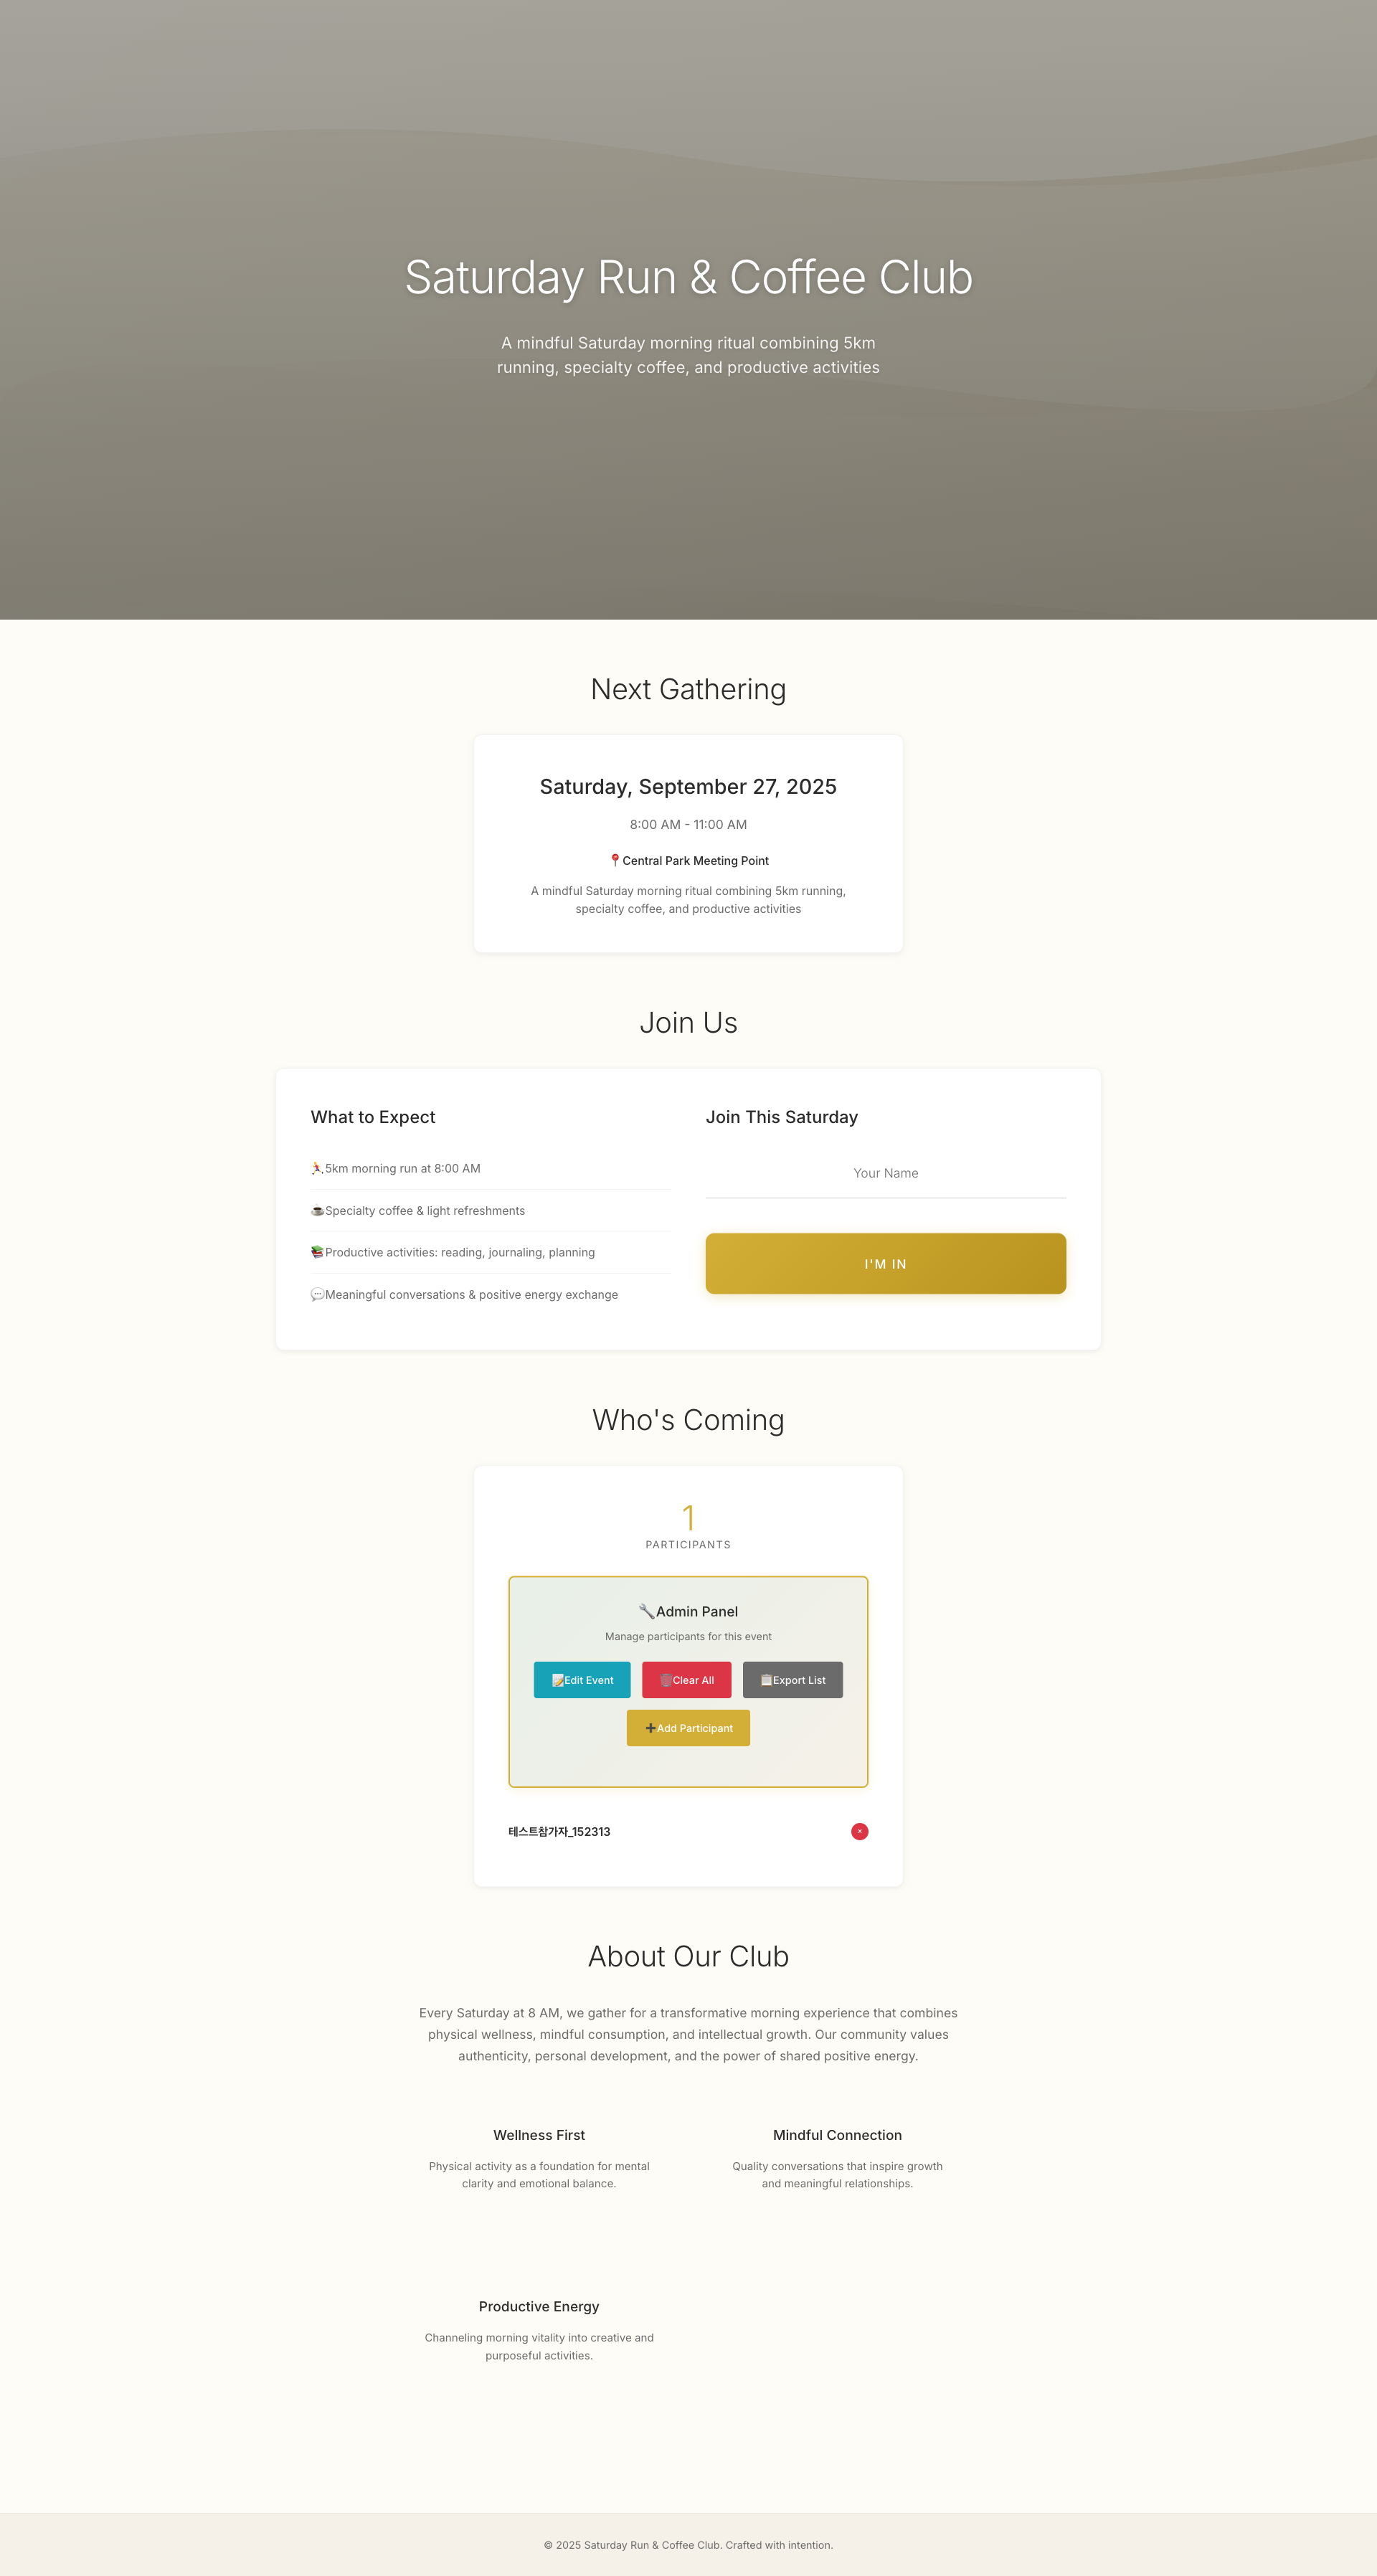 Saturday Run & Coffee Club
A mindful Saturday morning ritual combining 5km
running, specialty coffee, and productive activities
Next Gathering
Saturday, September 27, 2025
8:00 AM - 11:00 AM
📍Central Park Meeting Point
A mindful Saturday morning ritual combining 5km running,
specialty coffee, and productive activities
Join Us
What to Expect
🏃5km morning run at 8:00 AM
☕Specialty coffee & light refreshments
📚Productive activities: reading, journaling, planning
💬Meaningful conversations & positive energy exchange
Join This Saturday
Your Name
I'M IN
Who's Coming
1
PARTICIPANTS
🔧Admin Panel
Manage participants for this event
📝Edit Event
🗑️Clear All
📋Export List
➕Add Participant
테스트참가자_152313
×
About Our Club
Every Saturday at 8 AM, we gather for a transformative morning experience that combines
physical wellness, mindful consumption, and intellectual growth. Our community values
authenticity, personal development, and the power of shared positive energy.
Wellness First
Physical activity as a foundation for mental
clarity and emotional balance.
Mindful Connection
Quality conversations that inspire growth
and meaningful relationships.
Productive Energy
Channeling morning vitality into creative and
purposeful activities.
© 2025 Saturday Run & Coffee Club. Crafted with intention.